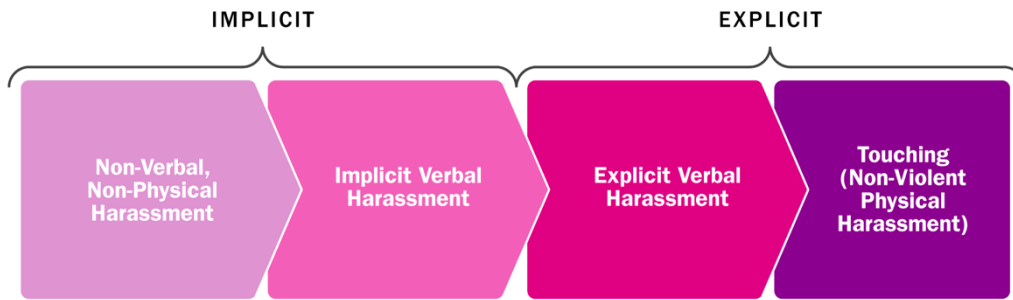 IMPLICIT
EXPLICIT
Non-Verbal,
Non-Physical
Harassment
Implicit Verbal
Harassment
Explicit Verbal
Harassment
Touching
(Non-Violent
Physical
Harassment)